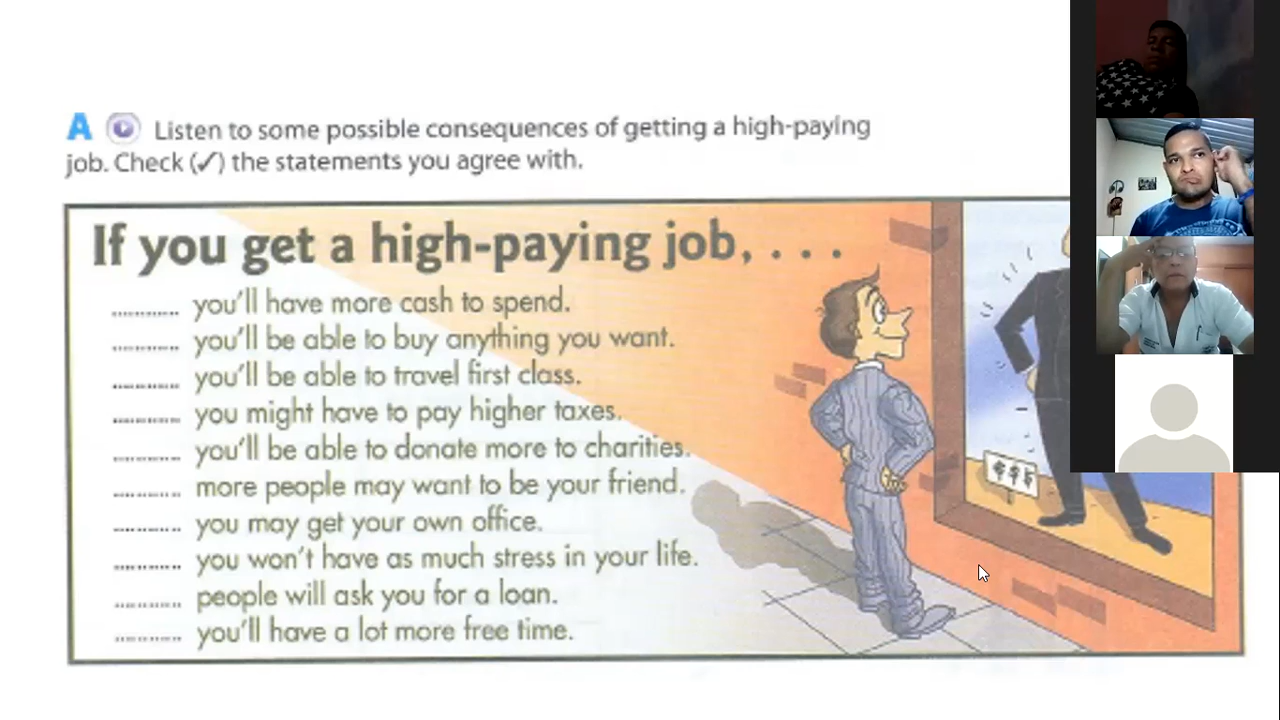 A Listen to some possible consequences of getting a high-paying
job. Check (✓) the statements you agree with.
If you get a high-paying job, . . .
............ you'll have more cash to spend.
............ you'll be able to buy anything you want.
............ you'll be able to travel first class.
............ you might have to pay higher taxes.
............ you'll be able to donate more to charities.
............ more people may want to be your friend.
............ you may get your own office.
............ you won't have as much stress in your life.
............ people will ask you for a loan.
............ you'll have a lot more free time.
$$$